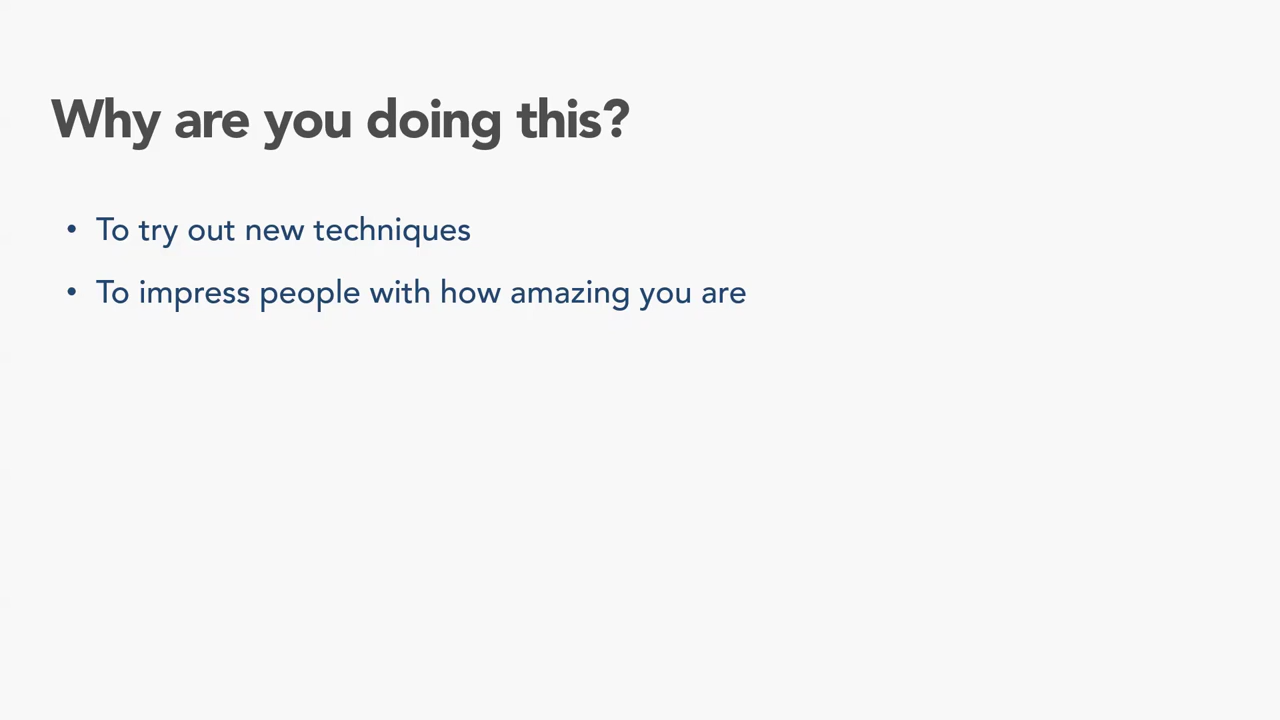 Why are you doing this?
• To try out new techniques
• To impress people with how amazing you are